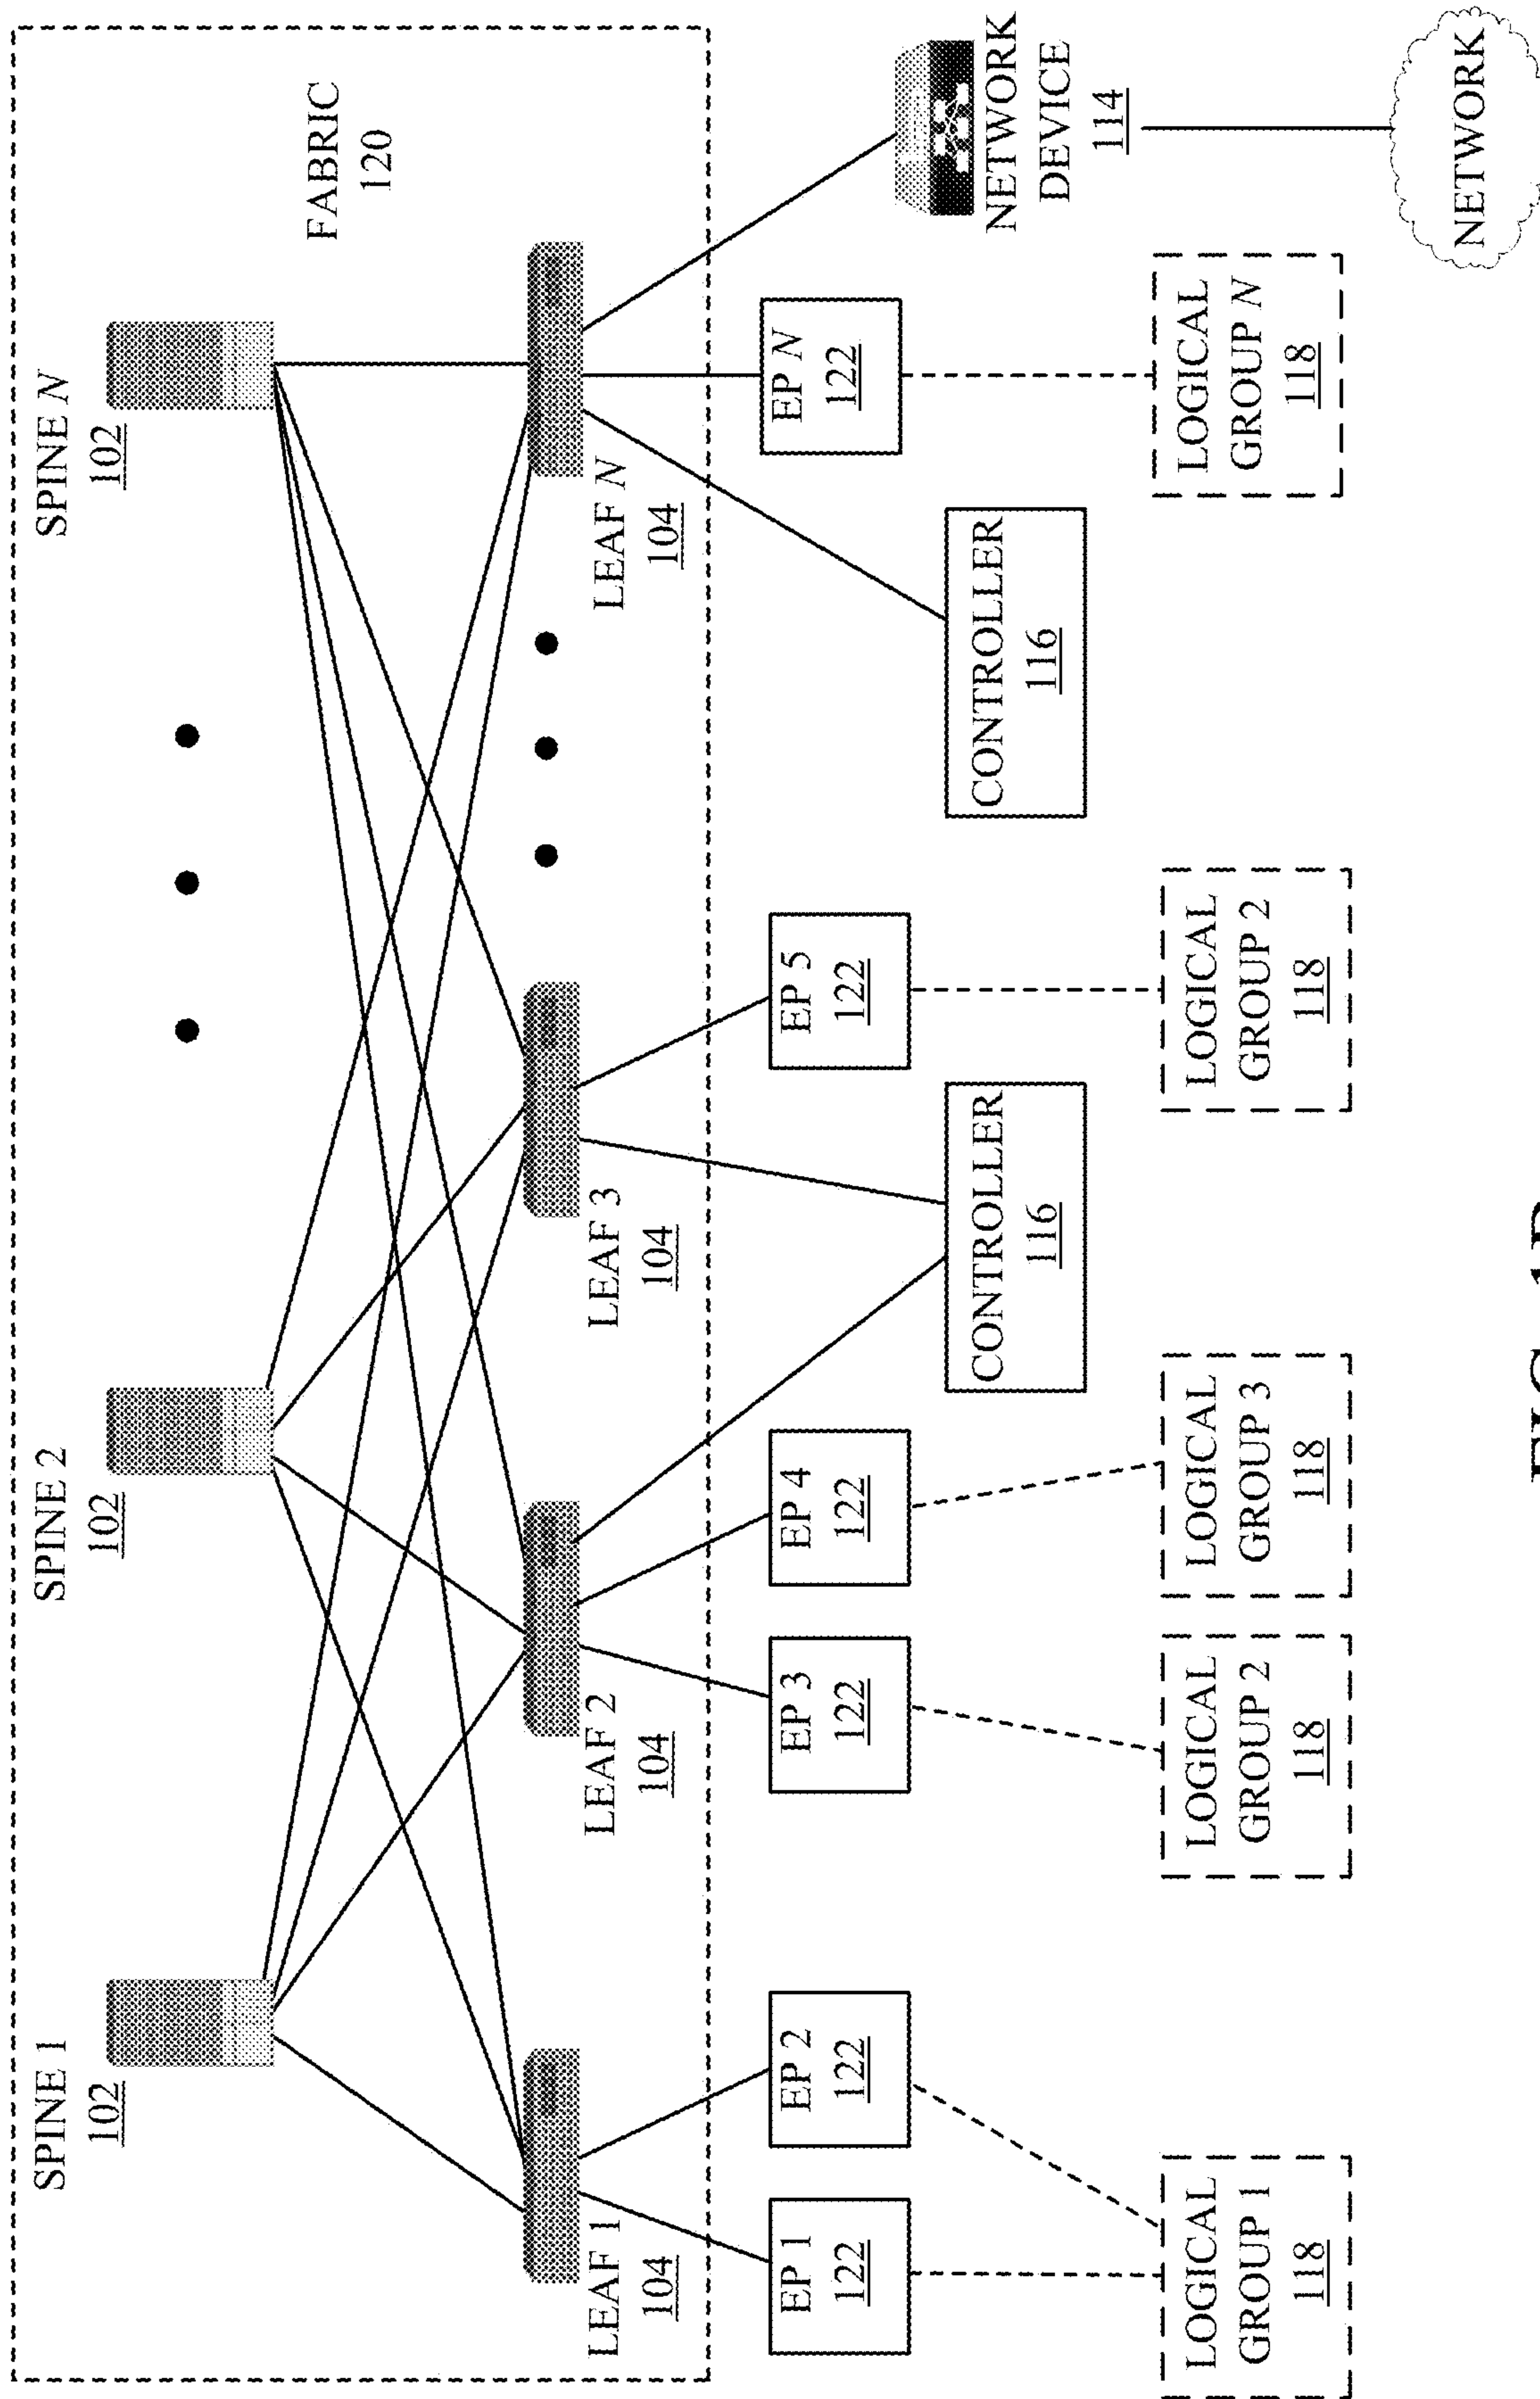 SPINE 1
102
SPINE 2
102
SPINE N
102
FABRIC
120
LEAF 1
104
LEAF 2
104
LEAF 3
104
LEAF N
104
EP 1
122
EP 2
122
EP 3
122
EP 4
122
EP 5
122
EP N
122
CONTROLLER
116
CONTROLLER
116
NETWORK
DEVICE
114
LOGICAL
GROUP 1
118
LOGICAL
GROUP 2
118
LOGICAL
GROUP 3
118
LOGICAL
GROUP 2
118
LOGICAL
GROUP N
118
NETWORK